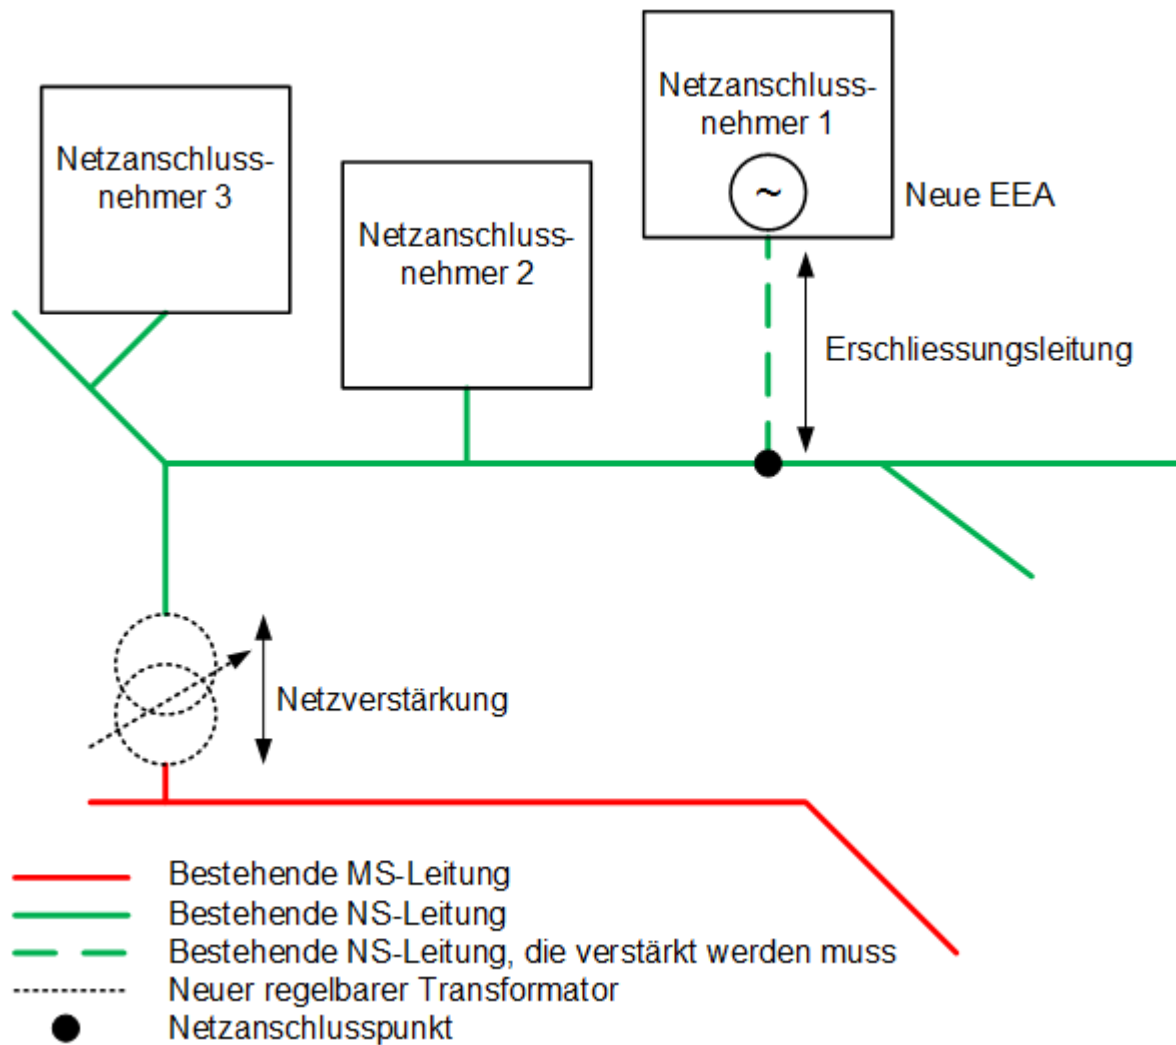 Netzanschluss-
nehmer 1
Netzanschluss-
nehmer 3
Neue EEA
Netzanschluss-
nehmer 2
Erschliessungsleitung
Netzverstärkung
Bestehende MS-Leitung
Bestehende NS-Leitung
Bestehende NS-Leitung, die verstärkt werden muss
Neuer regelbarer Transformator
Netzanschlusspunkt